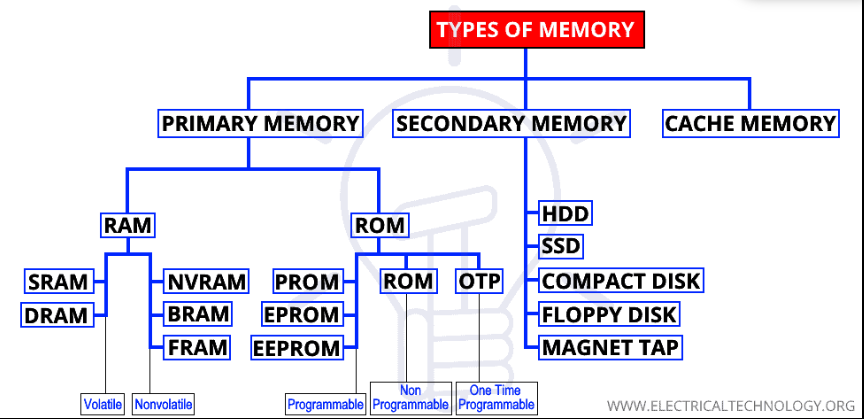 TYPES OF MEMORY
PRIMARY MEMORY
SECONDARY MEMORY
CACHE MEMORY
RAM
ROM
SRAM
DRAM
NVRAM
BRAM
FRAM
PROM
EPROM
EEPROM
ROM
OTP
HDD
SSD
COMPACT DISK
FLOPPY DISK
MAGNET TAP
Volatile
Nonvolatile
Programmable
Non
Programmable
One Time
Programmable
WWW.ELECTRICALTECHNOLOGY.ORG